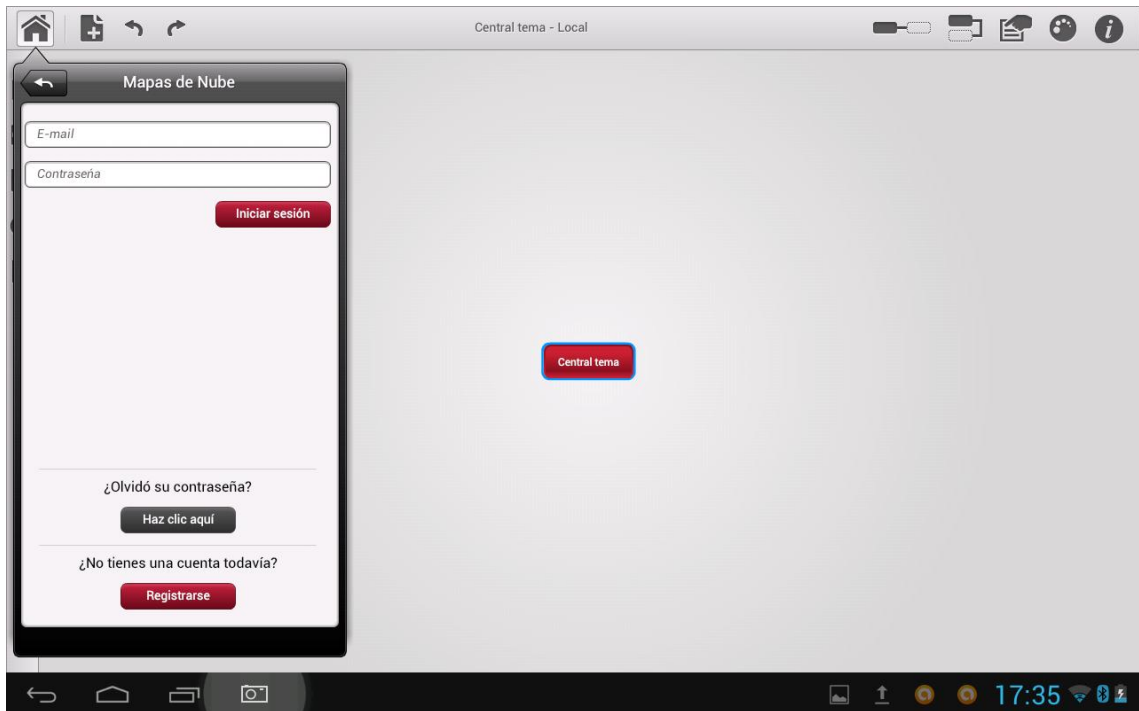 Central tema - Local
Mapas de Nube
E-mail
Contraseña
Iniciar sesión
Central tema
¿Olvidó su contraseña?
Haz clic aquí
¿No tienes una cuenta todavía?
Registrarse
17:35